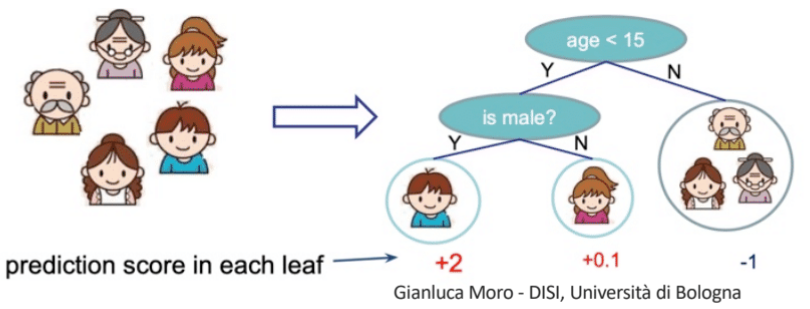 age < 15
Y
N
is male?
Y
N
prediction score in each leaf
+2
+0.1
-1
Gianluca Moro - DISI, Università di Bologna